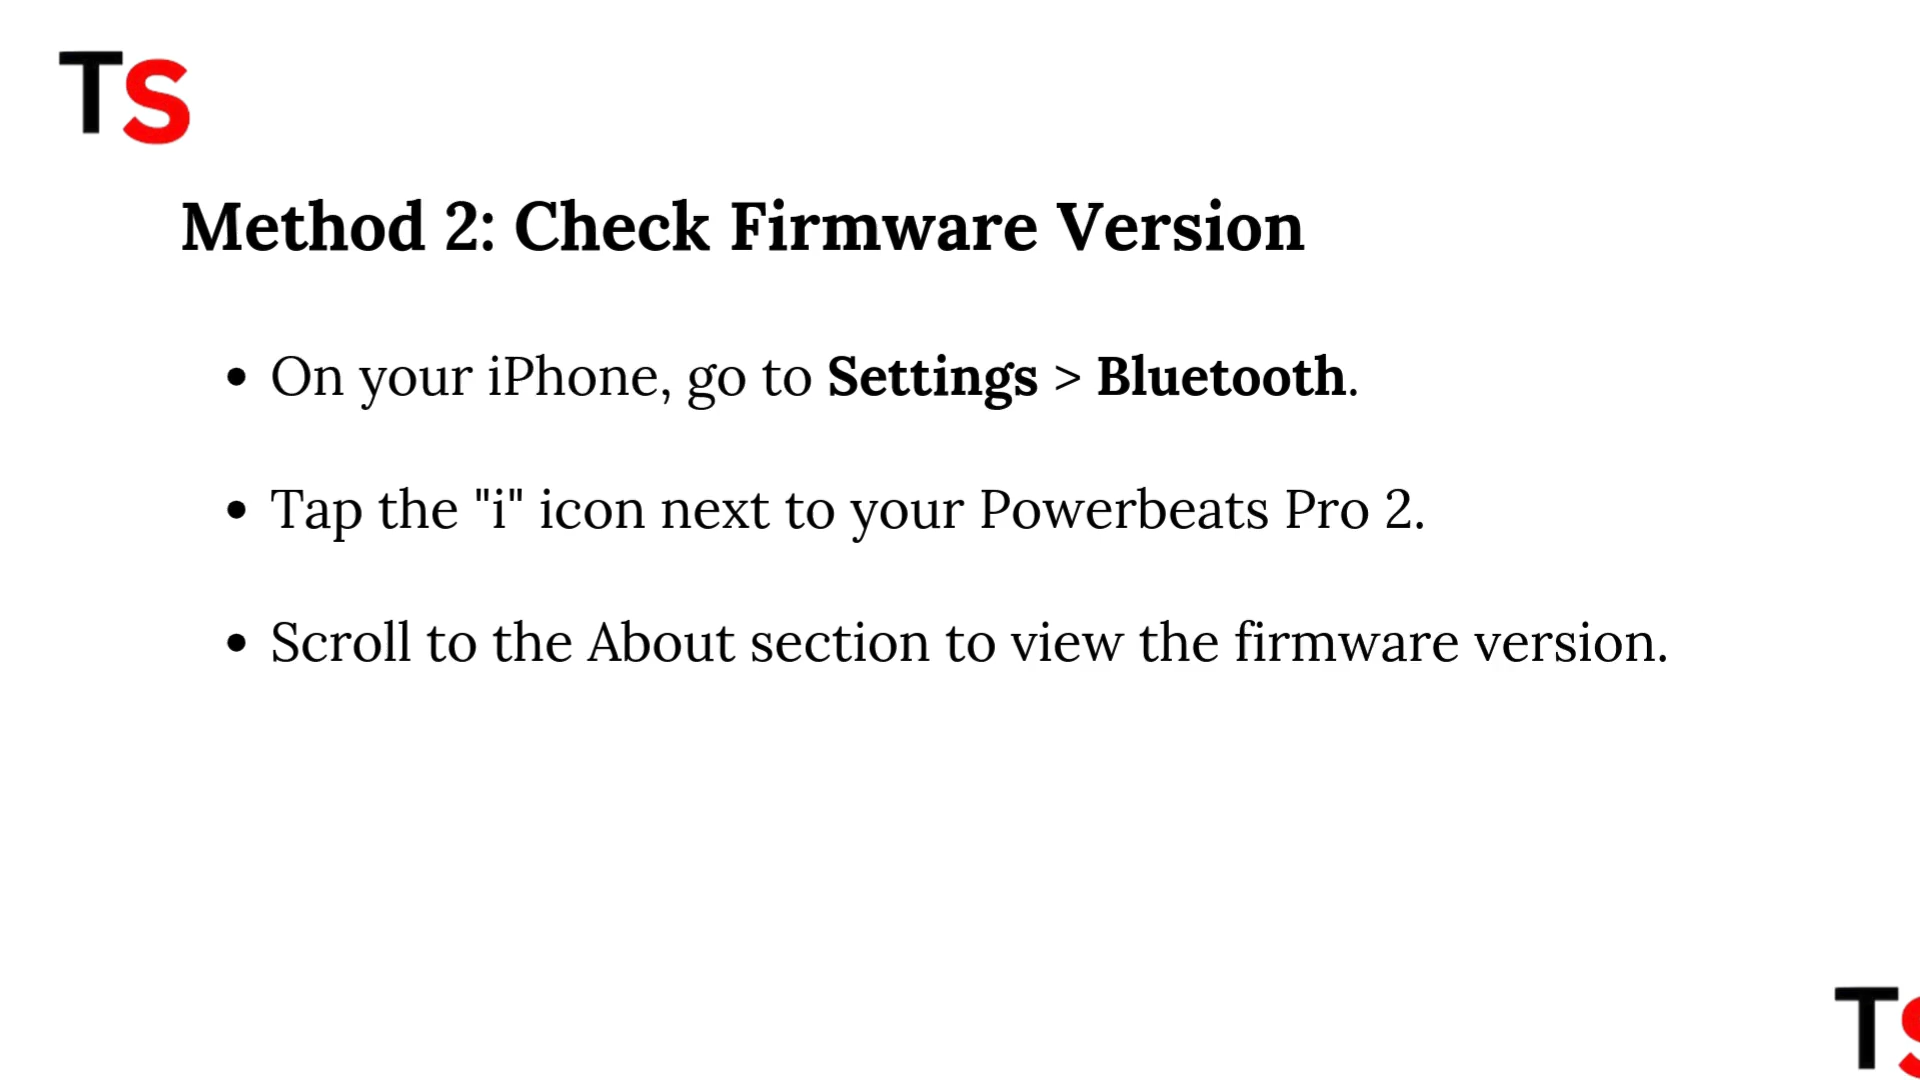 TS
Method 2: Check Firmware Version
• On your iPhone, go to Settings > Bluetooth.
• Tap the "i" icon next to your Powerbeats Pro 2.
• Scroll to the About section to view the firmware version.
TS